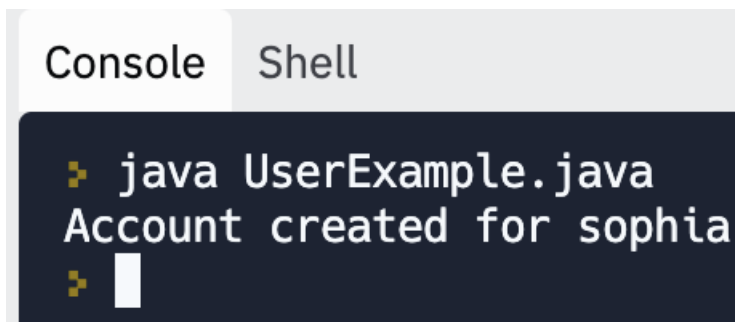 Console Shell
> java UserExample.java
Account created for sophia
>